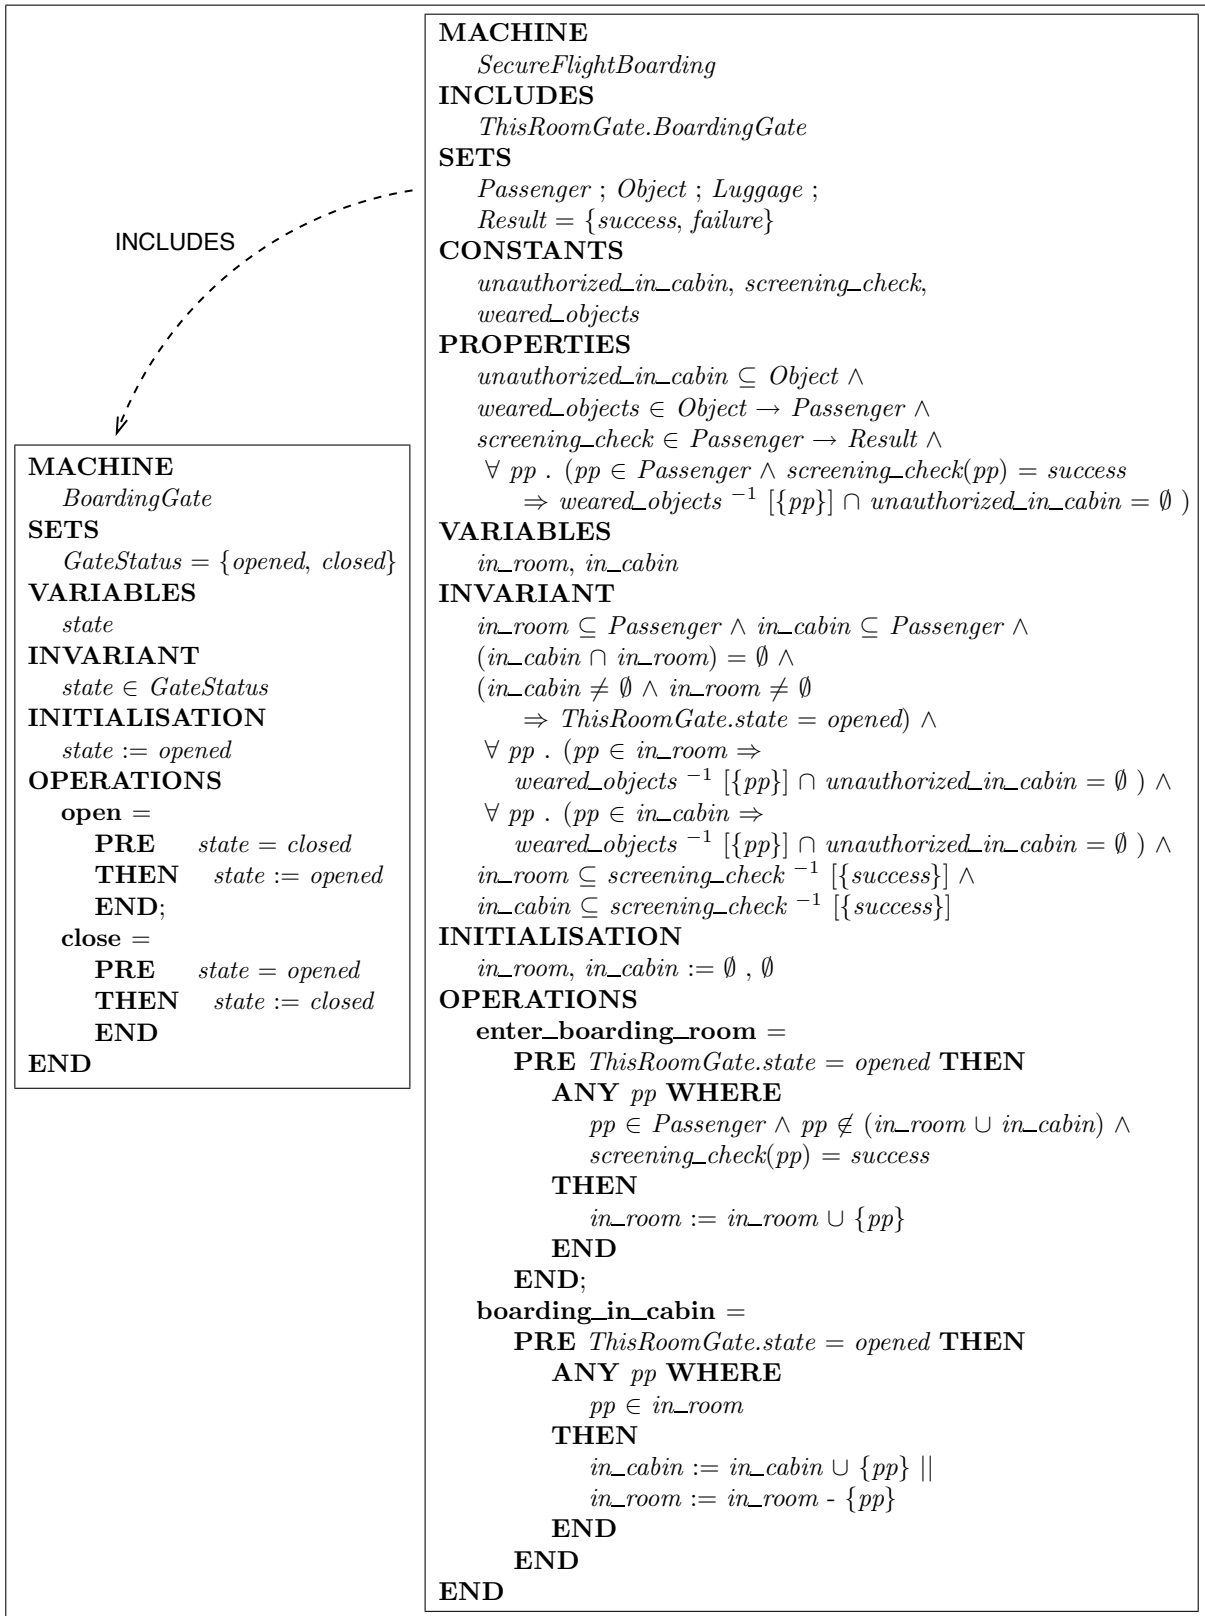 INCLUDES
MACHINE
BoardingGate
SETS
GateStatus = {opened, closed}
VARIABLES
state
INVARIANT
state ∈ GateStatus
INITIALISATION
state := opened
OPERATIONS
open =
PRE state = closed
THEN state := opened
END;
close =
PRE state = opened
THEN state := closed
END
END
MACHINE
SecureFlightBoarding
INCLUDES
ThisRoomGate.BoardingGate
SETS
Passenger ; Object ; Luggage ;
Result = {success, failure}
CONSTANTS
unauthorized_in_cabin, screening_check,
weared_objects
PROPERTIES
unauthorized_in_cabin ⊆ Object ∧
weared_objects ∈ Object → Passenger ∧
screening_check ∈ Passenger → Result ∧
∀ pp . (pp ∈ Passenger ∧ screening_check(pp) = success
⇒ weared_objects ⁻¹ [{pp}] ∩ unauthorized_in_cabin = ∅ )
VARIABLES
in_room, in_cabin
INVARIANT
in_room ⊆ Passenger ∧ in_cabin ⊆ Passenger ∧
(in_cabin ∩ in_room) = ∅ ∧
(in_cabin ≠ ∅ ∧ in_room ≠ ∅
⇒ ThisRoomGate.state = opened) ∧
∀ pp . (pp ∈ in_room ⇒
weared_objects ⁻¹ [{pp}] ∩ unauthorized_in_cabin = ∅ ) ∧
∀ pp . (pp ∈ in_cabin ⇒
weared_objects ⁻¹ [{pp}] ∩ unauthorized_in_cabin = ∅ ) ∧
in_room ⊆ screening_check ⁻¹ [{success}] ∧
in_cabin ⊆ screening_check ⁻¹ [{success}]
INITIALISATION
in_room, in_cabin := ∅ , ∅
OPERATIONS
enter_boarding_room =
PRE ThisRoomGate.state = opened THEN
ANY pp WHERE
pp ∈ Passenger ∧ pp ∉ (in_room ∪ in_cabin) ∧
screening_check(pp) = success
THEN
in_room := in_room ∪ {pp}
END
END;
boarding_in_cabin =
PRE ThisRoomGate.state = opened THEN
ANY pp WHERE
pp ∈ in_room
THEN
in_cabin := in_cabin ∪ {pp} ||
in_room := in_room - {pp}
END
END
END